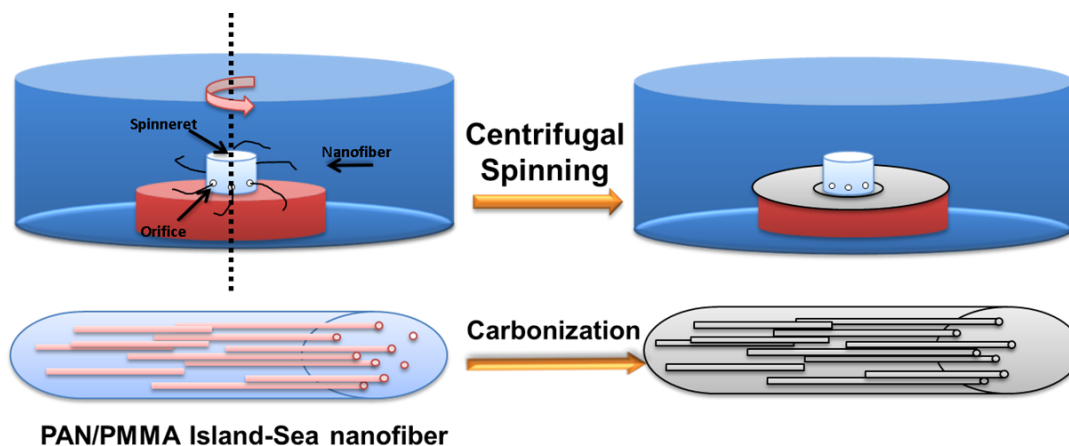 Spinneret
Nanofiber
Orifice
Centrifugal
Spinning
Carbonization
PAN/PMMA Island-Sea nanofiber